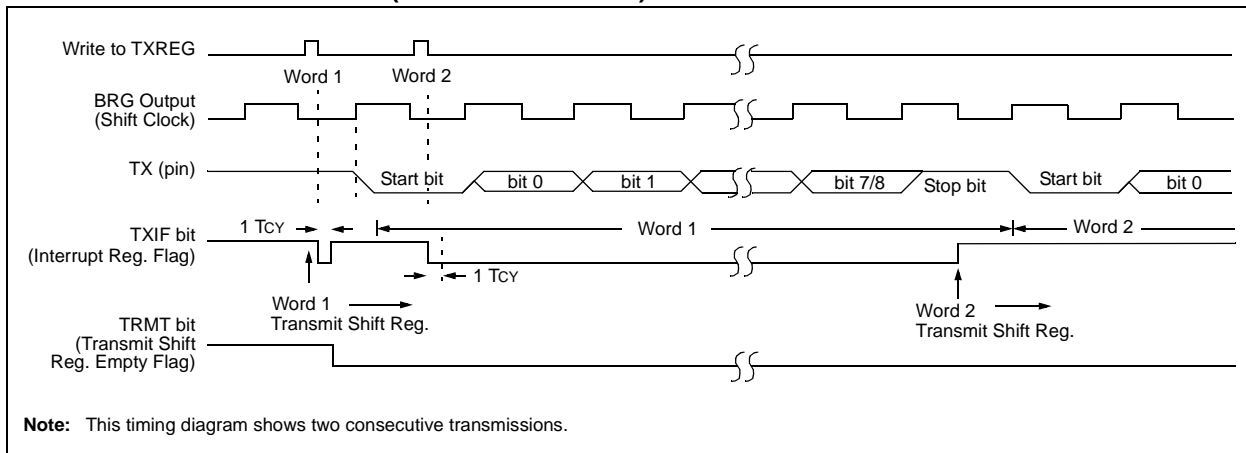 Write to TXREG
Word 1
Word 2
BRG Output
(Shift Clock)
TX (pin)
Start bit
bit 0
bit 1
bit 7/8
Stop bit
Start bit
bit 0
TXIF bit
(Interrupt Reg. Flag)
1 TCY
Word 1
Word 2
1 TCY
Word 1
Transmit Shift Reg.
Word 2
Transmit Shift Reg.
TRMT bit
(Transmit Shift
Reg. Empty Flag)
Note: This timing diagram shows two consecutive transmissions.